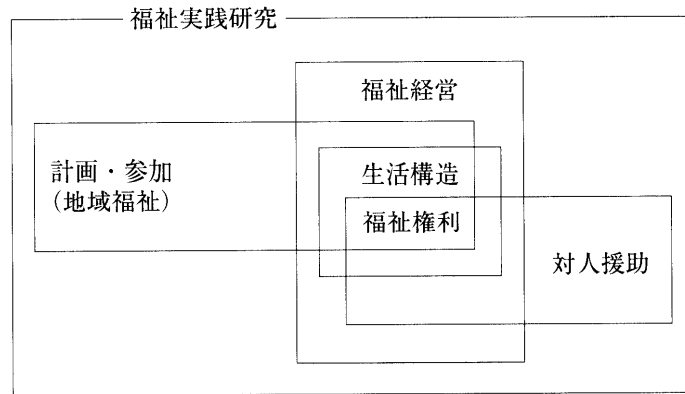 福祉実践研究
福祉経営
計画・参加
(地域福祉)
生活構造
福祉権利
対人援助